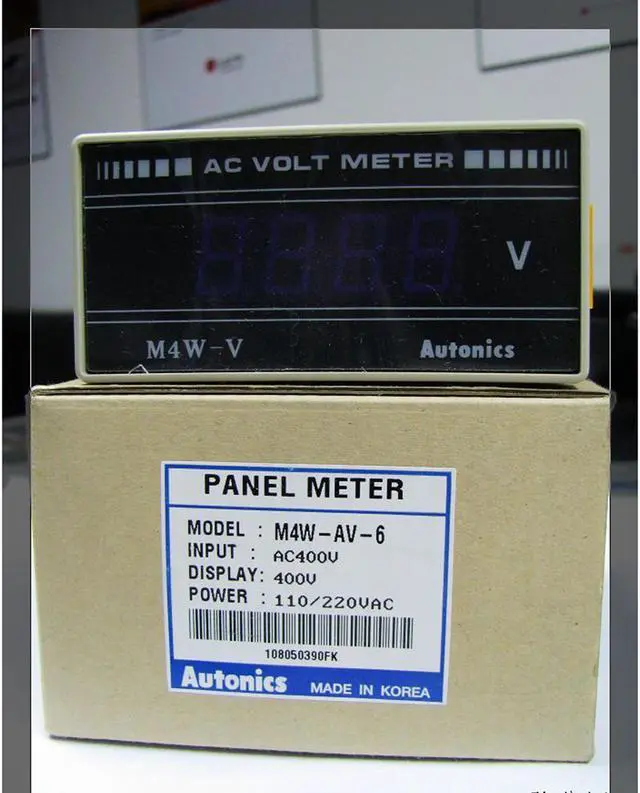 AC VOLT METER
V
M4W-V Autonics
PANEL METER
MODEL : M4W-AV-6
INPUT : AC400V
DISPLAY: 400V
POWER : 110/220VAC
108050390FK
Autonics MADE IN KOREA